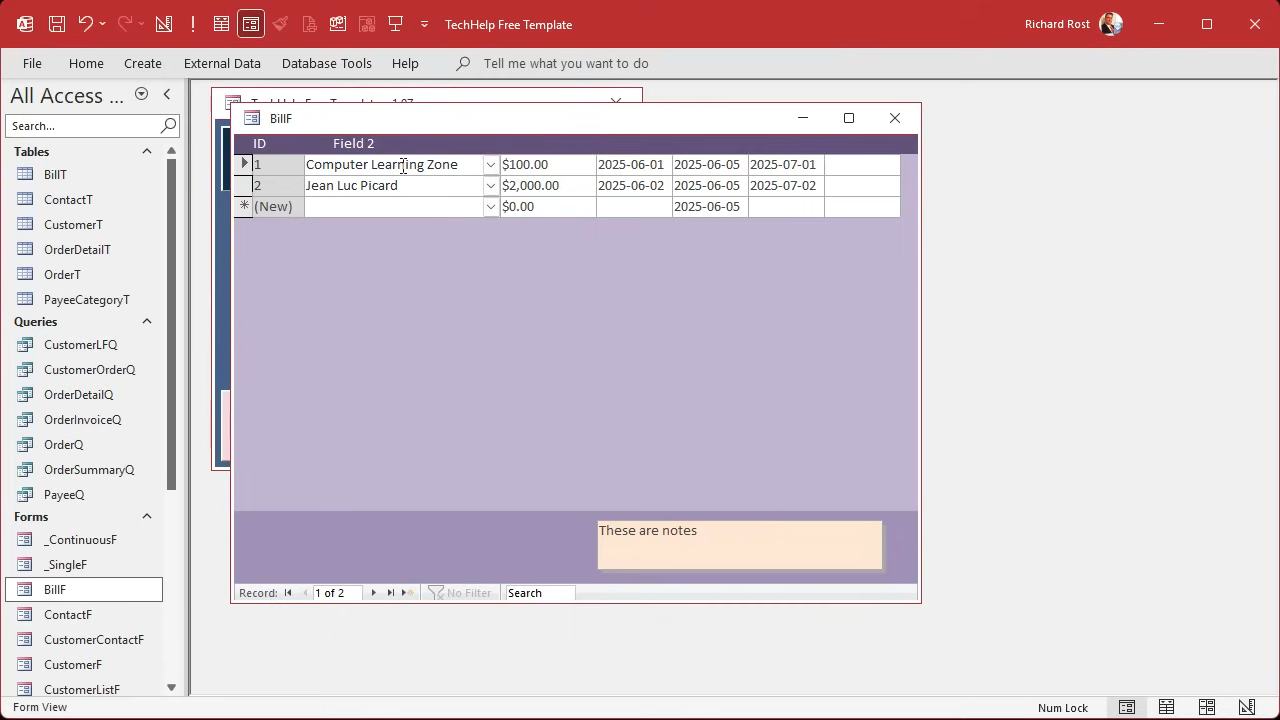 TechHelp Free Template
Richard Rost
File
Home
Create
External Data
Database Tools
Help
Tell me what you want to do
All Access ...
Search...
Tables
BillT
ContactT
CustomerT
OrderDetailT
OrderT
PayeeCategoryT
Queries
CustomerLFQ
CustomerOrderQ
OrderDetailQ
OrderInvoiceQ
OrderQ
OrderSummaryQ
PayeeQ
Forms
_ContinuousF
_SingleF
BillF
ContactF
CustomerContactF
CustomerF
CustomerListF
BillF
ID Field 2
1 Computer Learning Zone $100.00 2025-06-01 2025-06-05 2025-07-01
2 Jean Luc Picard $2,000.00 2025-06-02 2025-06-05 2025-07-02
(New) $0.00 2025-06-05
These are notes
Record: 1 of 2 No Filter Search
Form View
Num Lock